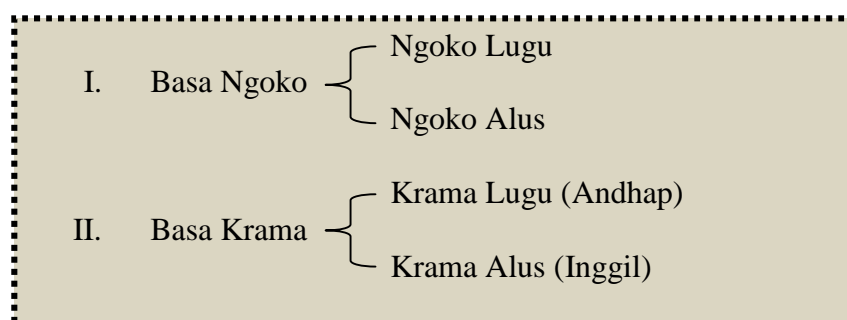 Ngoko Lugu
I. Basa Ngoko
Ngoko Alus
Krama Lugu (Andhap)
II. Basa Krama
Krama Alus (Inggil)